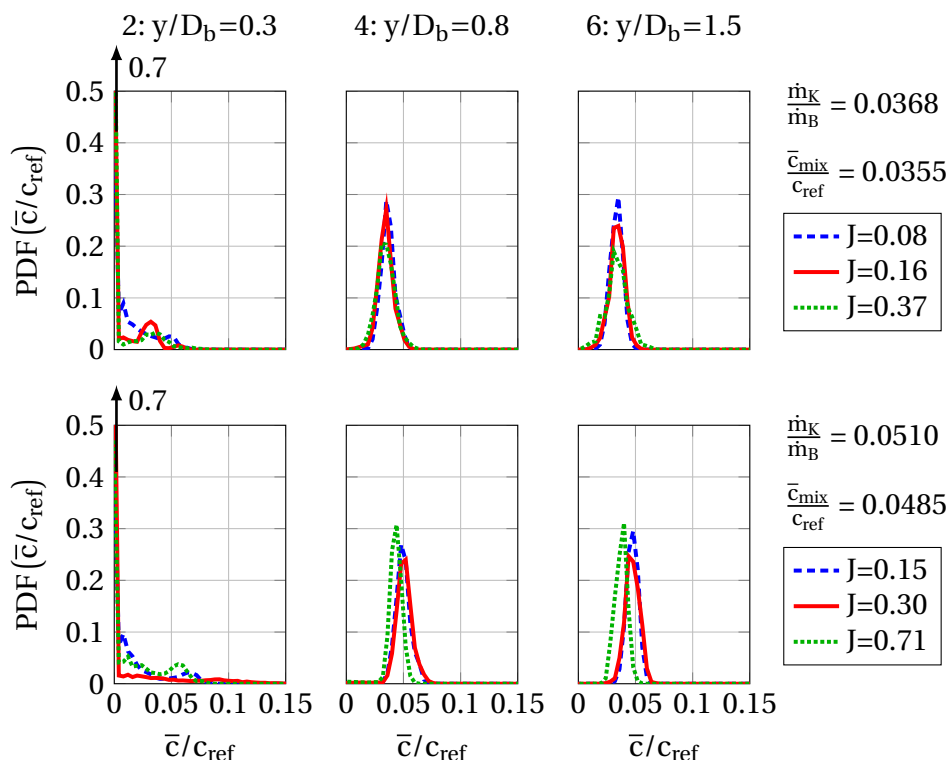 2: y/D_b=0.3
4: y/D_b=0.8
6: y/D_b=1.5
0.7
PDF(c̅/c_ref)
0.5
0.4
0.3
0.2
0.1
0
ṁ_K/ṁ_B = 0.0368
c̅_mix/c_ref = 0.0355
J=0.08
J=0.16
J=0.37
0.7
PDF(c̅/c_ref)
0.5
0.4
0.3
0.2
0.1
0
0 0.05 0.1 0.15
0 0.05 0.1 0.15
0 0.05 0.1 0.15
c̅/c_ref
c̅/c_ref
c̅/c_ref
ṁ_K/ṁ_B = 0.0510
c̅_mix/c_ref = 0.0485
J=0.15
J=0.30
J=0.71